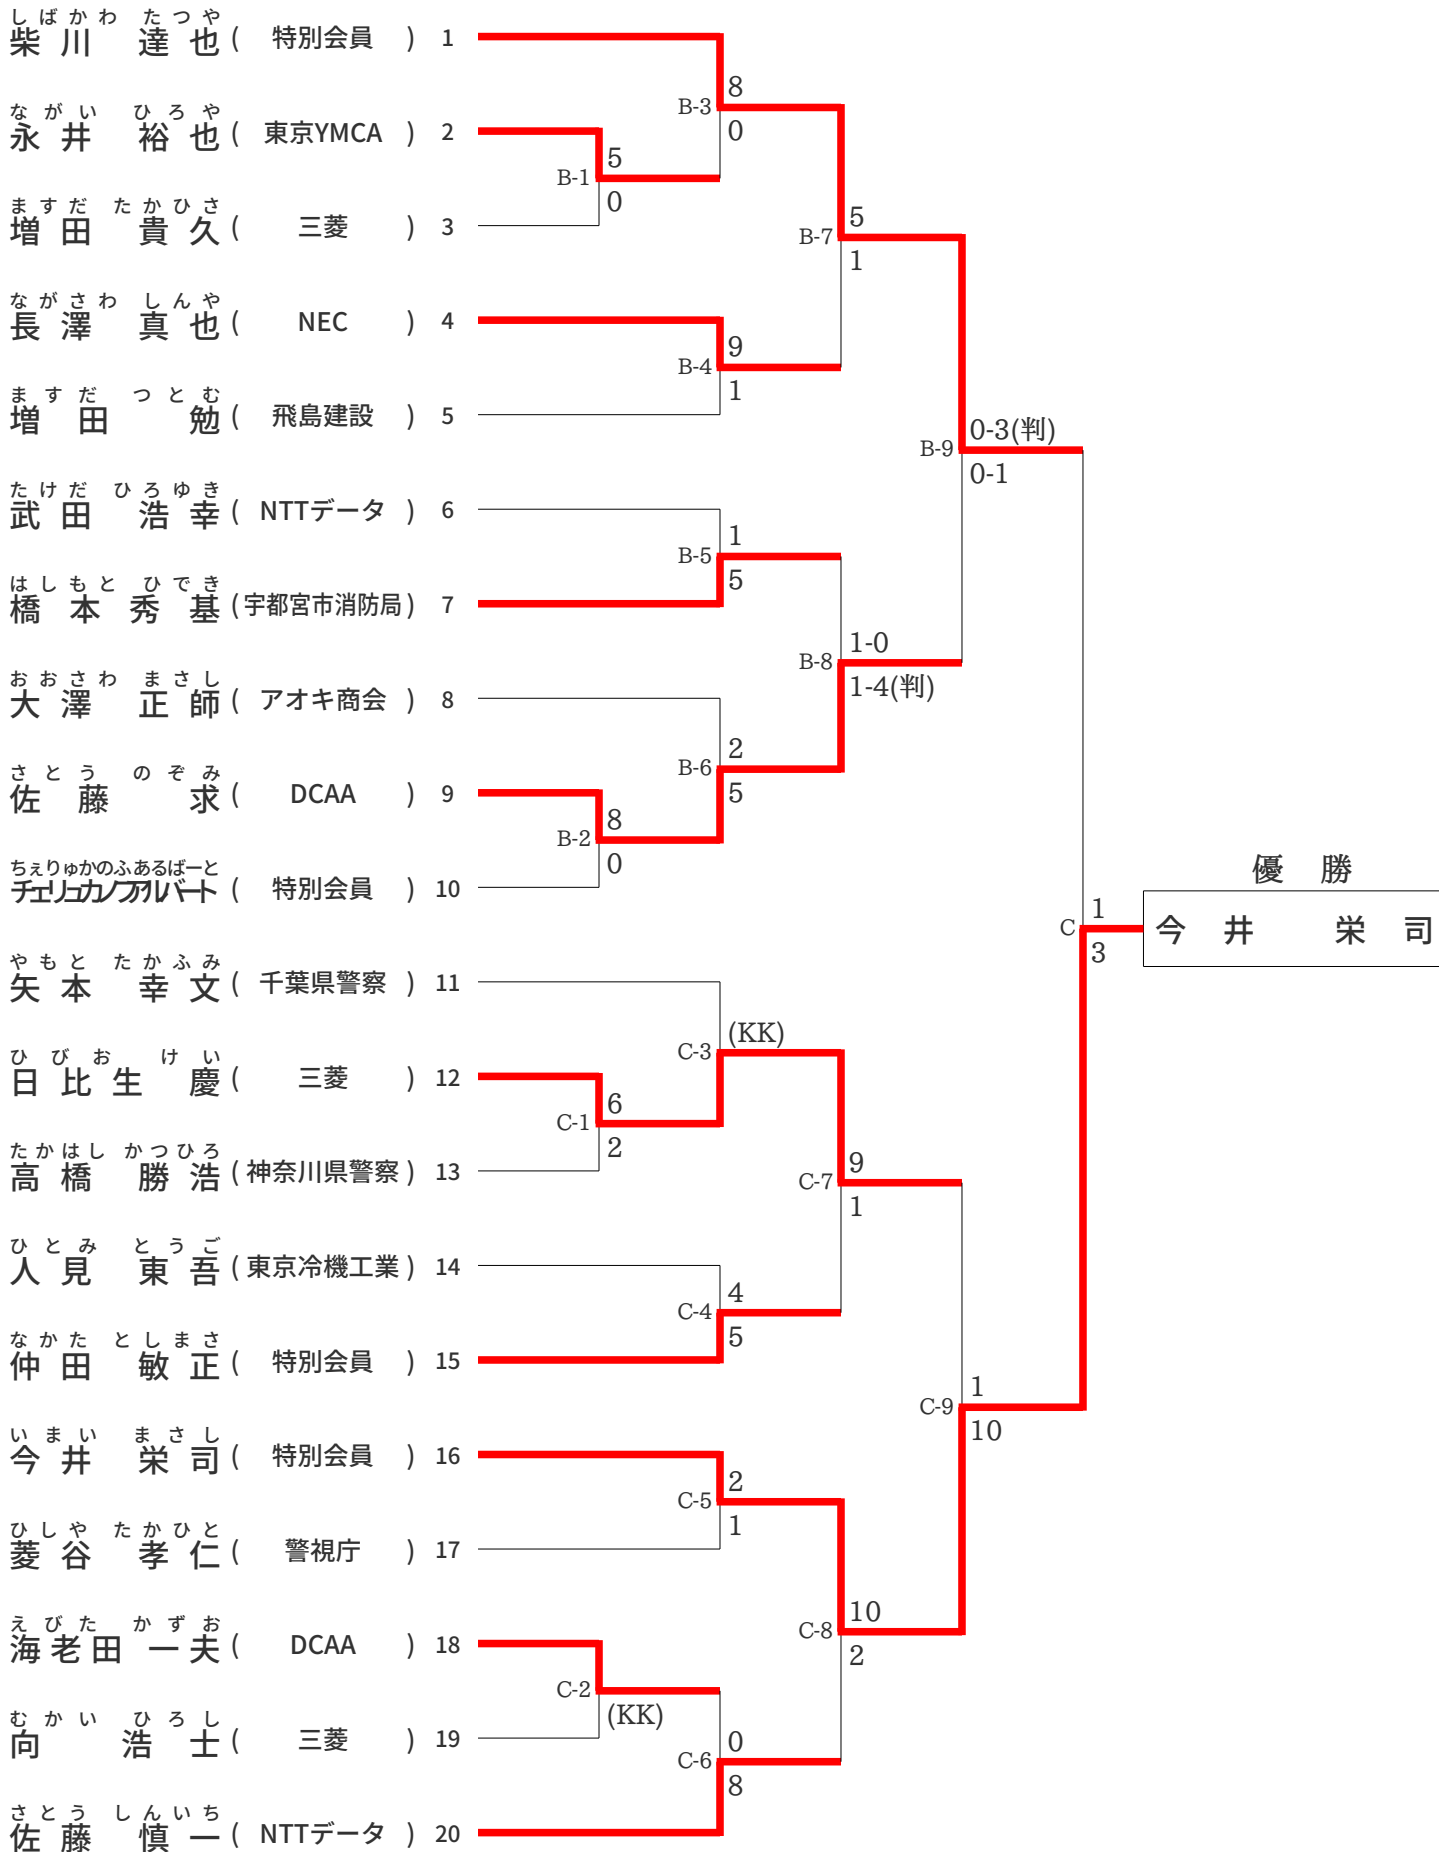 しばかわ たつや
柴川 達也 ( 特別会員 ) 1
8
B-3
0
ながい ひろや
永井 裕也 ( 東京YMCA ) 2
5
B-1
0
ますだ たかひさ
増田 貴久 ( 三菱 ) 3
5
B-7
1
ながさわ しんや
長澤 真也 ( NEC ) 4
9
B-4
1
ますだ つとむ
増田 勉 ( 飛島建設 ) 5
0-3(判)
B-9
0-1
たけだ ひろゆき
武田 浩幸 ( NTTデータ ) 6
1
B-5
5
はしもと ひでき
橋本秀基 ( 宇都宮市消防局 ) 7
1-0
B-8
1-4(判)
おおさわ まさし
大澤 正師 ( アオキ商会 ) 8
2
B-6
5
さとう のぞみ
佐藤 求 ( DCAA ) 9
8
B-2
0
ちぇりゅかのふあるばーと
チェリュカノフアルバート ( 特別会員 ) 10
優勝
1
C
3
今井 栄司
やもと たかふみ
矢本 幸文 ( 千葉県警察 ) 11
(KK)
C-3
ひびお けい
日比生 慶 ( 三菱 ) 12
6
C-1
2
たかはし かつひろ
高橋 勝浩 ( 神奈川県警察 ) 13
9
C-7
1
ひとみ とうご
人見 東吾 ( 東京冷機工業 ) 14
4
C-4
5
なかた としまさ
仲田 敏正 ( 特別会員 ) 15
1
C-9
10
いまい まさし
今井 栄司 ( 特別会員 ) 16
2
C-5
1
ひしや たかひと
菱谷 孝仁 ( 警視庁 ) 17
10
C-8
2
えびた かずお
海老田 一夫 ( DCAA ) 18
C-2
(KK)
むかい ひろし
向 浩士 ( 三菱 ) 19
0
C-6
8
さとう しんいち
佐藤 慎一 ( NTTデータ ) 20